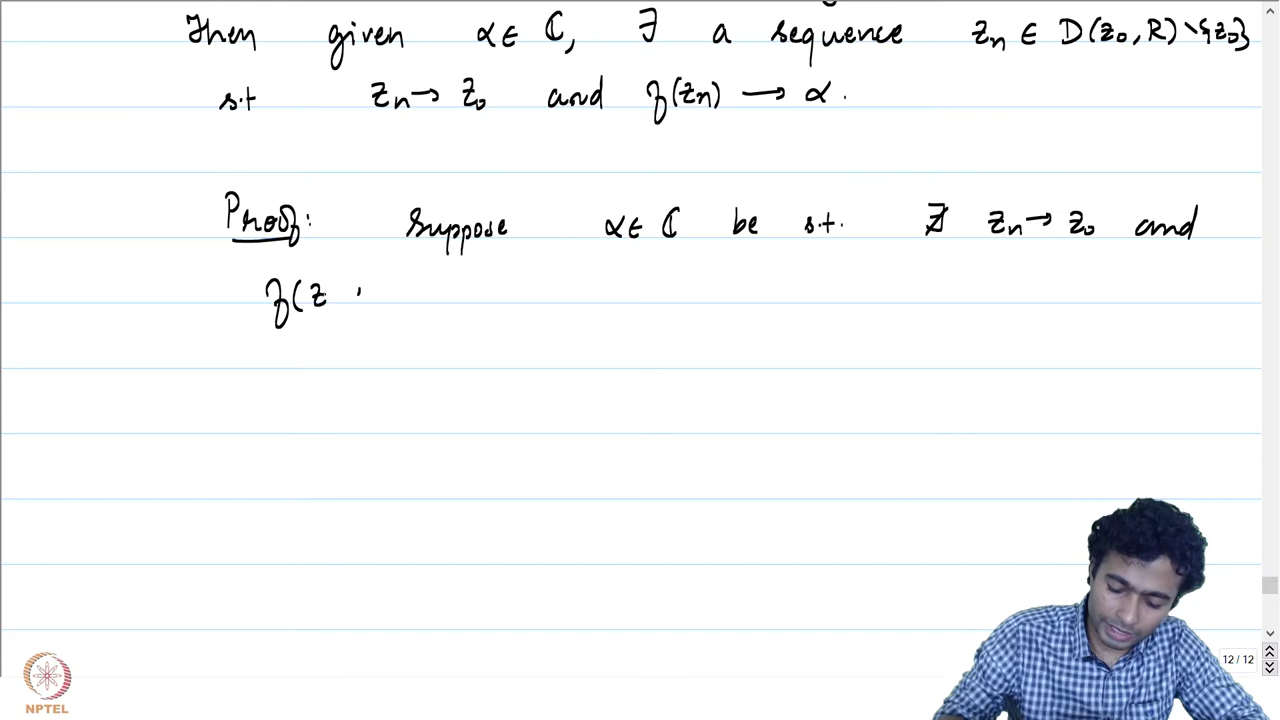 Then given α ∈ ℂ, ∃ a sequence zₙ ∈ D(z₀, R) \ {z₀}
s.t zₙ → z₀ and f(zₙ) → α.
Proof: Suppose α ∈ ℂ be s.t. ∄ zₙ → z₀ and
f(z
12 / 12
NPTEL